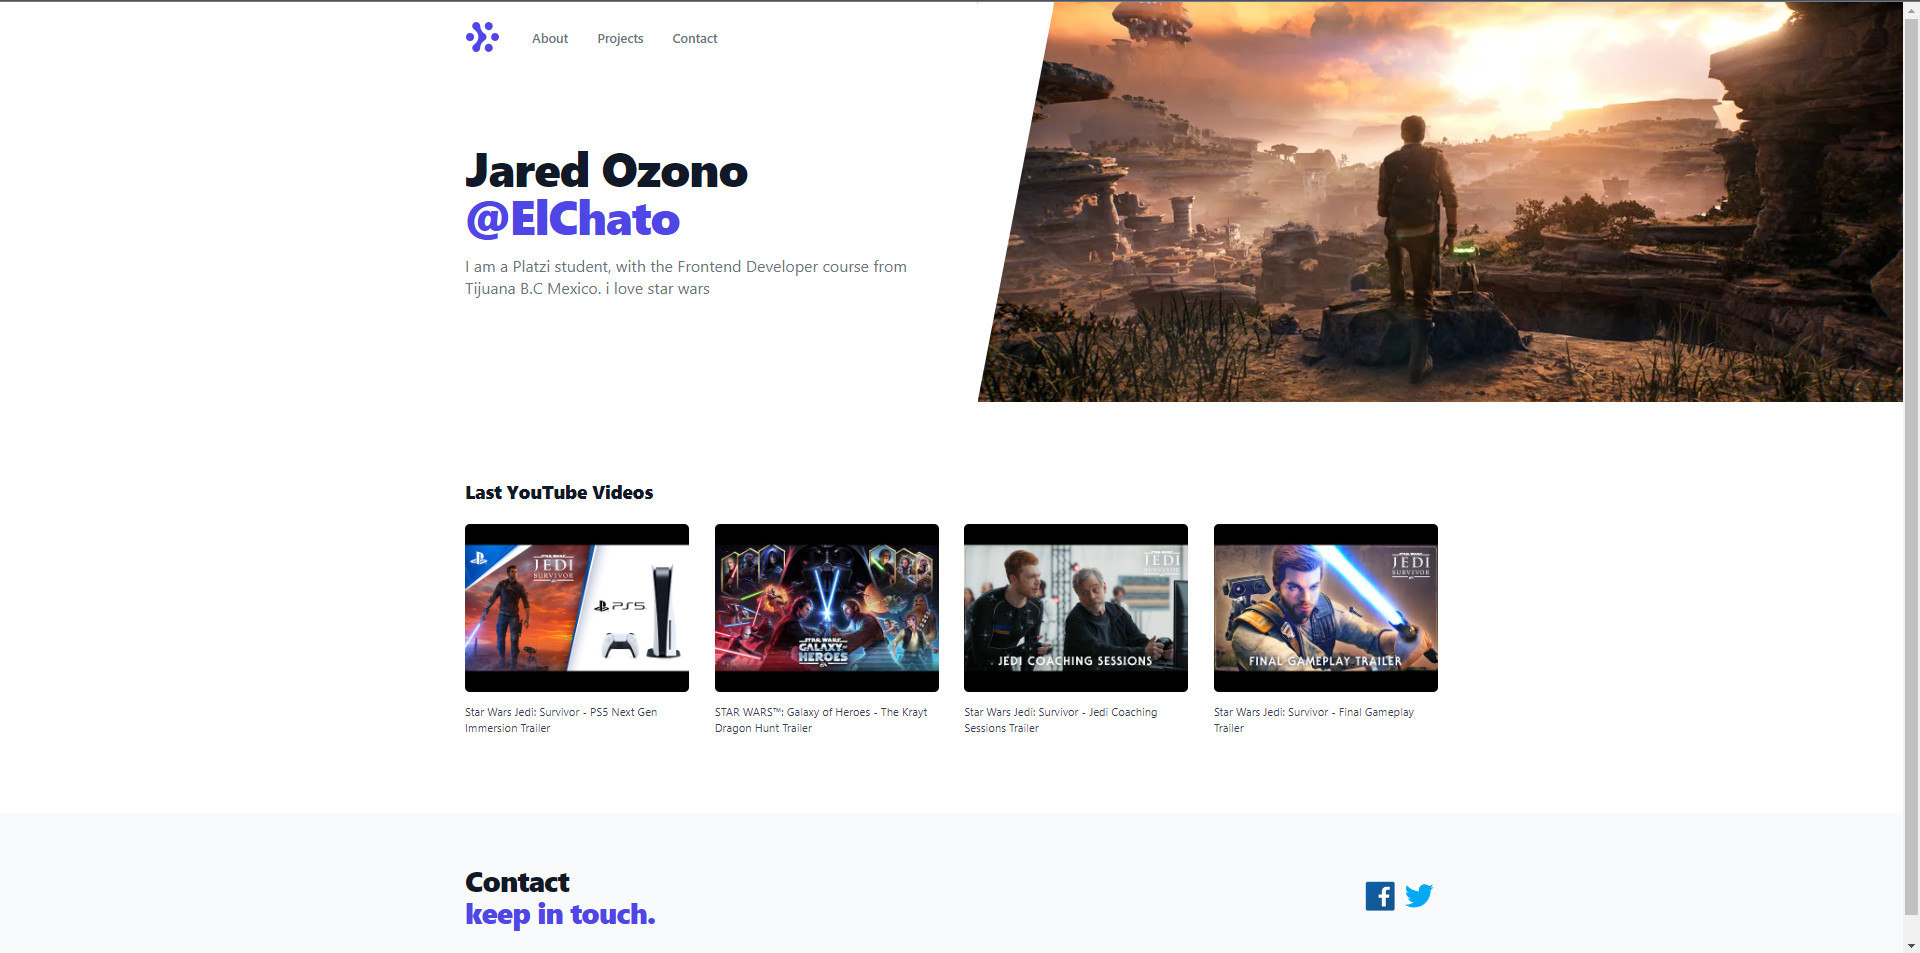 About Projects Contact
Jared Ozono
@ElChato
I am a Platzi student, with the Frontend Developer course from
Tijuana B.C Mexico. i love star wars
Last YouTube Videos
STAR WARS
JEDI
SURVIVOR
PS5
STAR WARS
GALAXY OF
HEROES
JEDI
SURVIVOR
JEDI COACHING SESSIONS
STAR WARS
JEDI
SURVIVOR
FINAL GAMEPLAY TRAILER
Star Wars Jedi: Survivor - PS5 Next Gen
Immersion Trailer
STAR WARS™: Galaxy of Heroes - The Krayt
Dragon Hunt Trailer
Star Wars Jedi: Survivor - Jedi Coaching
Sessions Trailer
Star Wars Jedi: Survivor - Final Gameplay
Trailer
Contact
keep in touch.